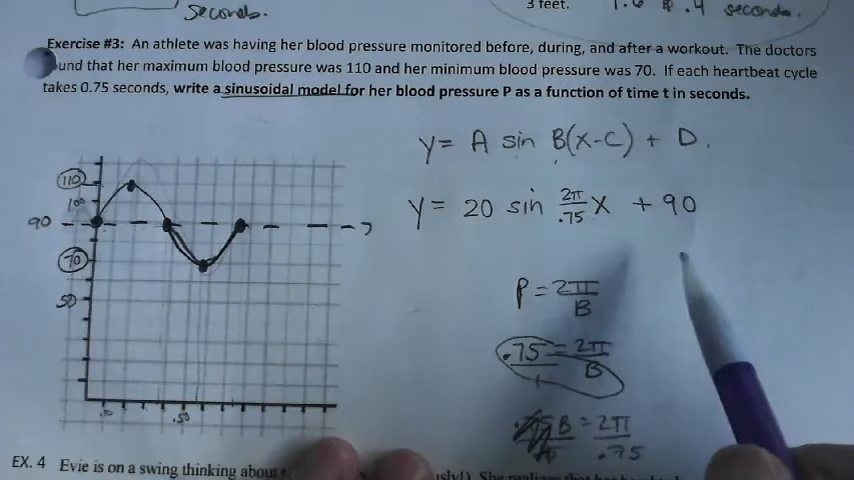 seconds.
3 feet.
seconds.
Exercise #3: An athlete was having her blood pressure monitored before, during, and after a workout. The doctors
und that her maximum blood pressure was 110 and her minimum blood pressure was 70. If each heartbeat cycle
takes 0.75 seconds, write a sinusoidal model for her blood pressure P as a function of time t in seconds.
y = A sin B(x-C) + D.
y = 20 sin 2π/.75 x + 90
110
100
90
70
50
.50
P = 2π/B
.75 = 2π/B
B = 2π/.75
EX. 4 Evie is on a swing thinking about